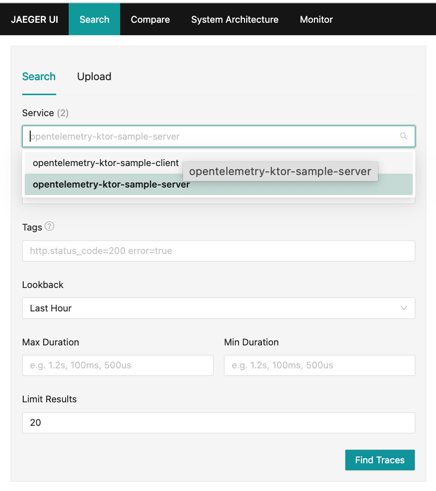 JAEGER UI Search Compare System Architecture Monitor
Search Upload
Service (2)
opentelemetry-ktor-sample-server
opentelemetry-ktor-sample-client
opentelemetry-ktor-sample-server
opentelemetry-ktor-sample-server
Tags ?
http.status_code=200 error=true
Lookback
Last Hour
Max Duration Min Duration
e.g. 1.2s, 100ms, 500us e.g. 1.2s, 100ms, 500us
Limit Results
20
Find Traces